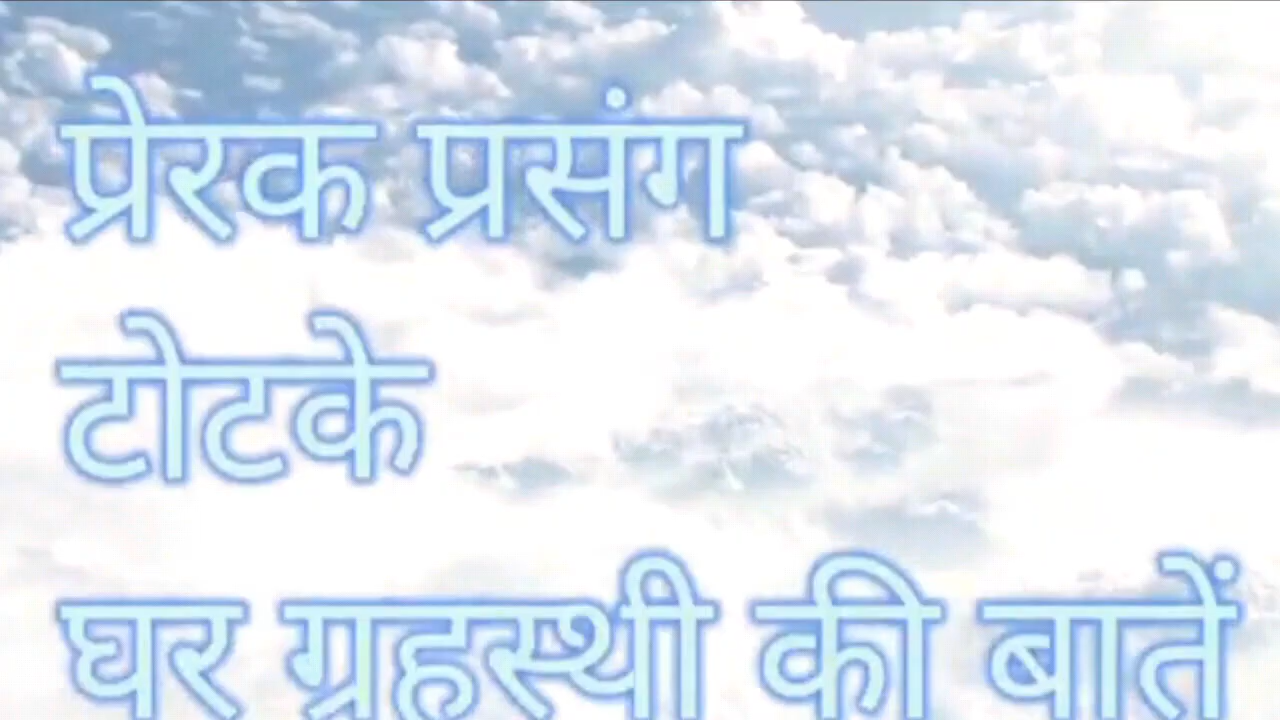 प्रेरक प्रसंग
टोटके
घर ग्रहस्थी की बातें